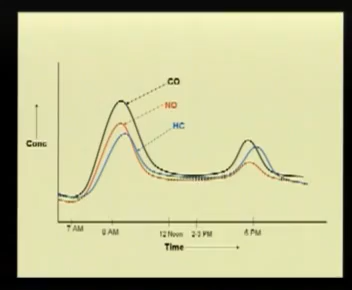 CO
NO
HC
Conc
7 AM
9 AM
12 Noon
2-3 PM
6 PM
Time